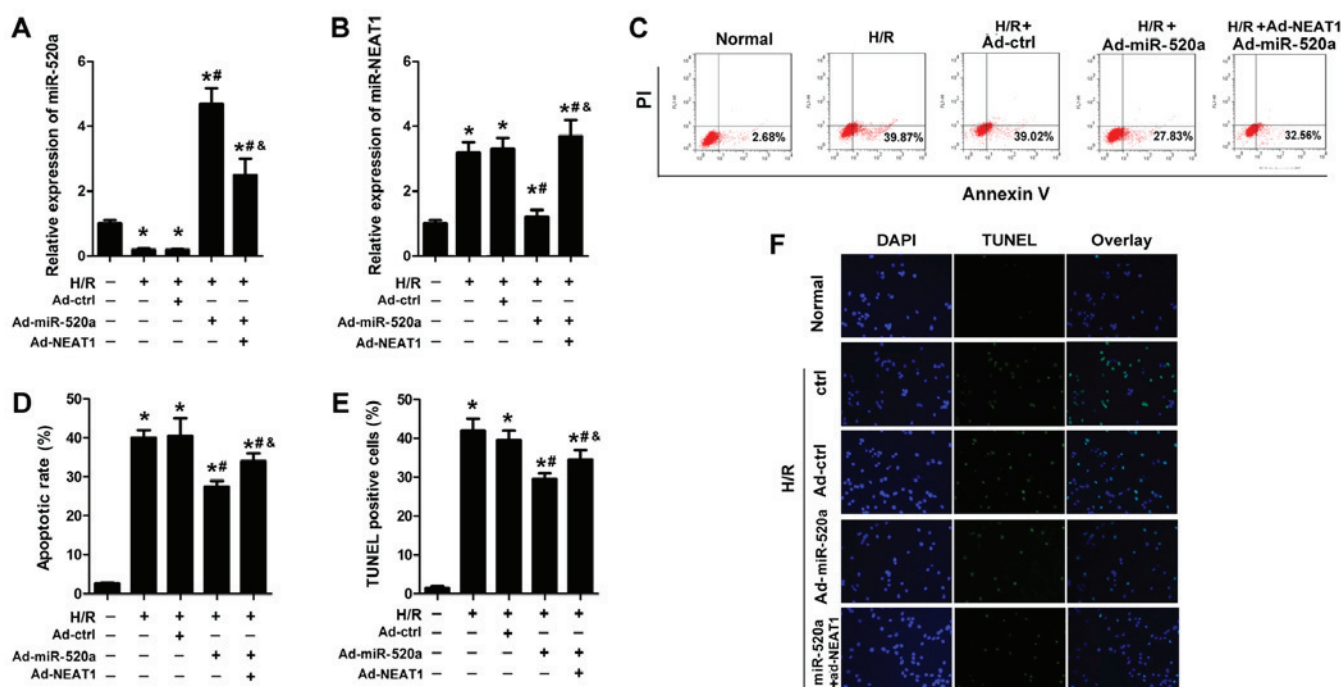 A
Relative expression of miR-520a
6
4
2
0
*
*
*#
*#&
H/R − + + + +
Ad-ctrl − − + − −
Ad-miR-520a − − − + +
Ad-NEAT1 − − − − +
B
Relative expression of miR-NEAT1
6
4
2
0
*
*
*#
*#&
H/R − + + + +
Ad-ctrl − − + − −
Ad-miR-520a − − − + +
Ad-NEAT1 − − − − +
C
Normal
H/R
H/R+
Ad-ctrl
H/R+
Ad-miR-520a
H/R+Ad-NEAT1
Ad-miR-520a
PI
2.68%
39.87%
39.02%
27.83%
32.56%
Annexin V
D
Apoptotic rate (%)
50
40
30
20
10
0
*
*
*#
*#&
H/R − + + + +
Ad-ctrl − − + − −
Ad-miR-520a − − − + +
Ad-NEAT1 − − − − +
E
TUNEL positive cells (%)
50
40
30
20
10
0
*
*
*#
*#&
H/R − + + + +
Ad-ctrl − − + − −
Ad-miR-520a − − − + +
Ad-NEAT1 − − − − +
F
DAPI
TUNEL
Overlay
Normal
H/R
ctrl
Ad-ctrl
Ad-miR-520a
miR-520a
+ad-NEAT1